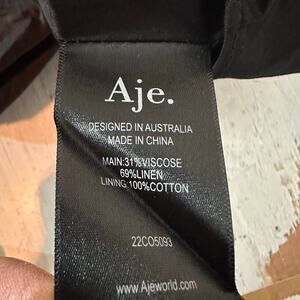 Aje.
DESIGNED IN AUSTRALIA
MADE IN CHINA
MAIN:31%VISCOSE
69%LINEN
LINING:100%COTTON
22CO5093
www.Ajeworld.com